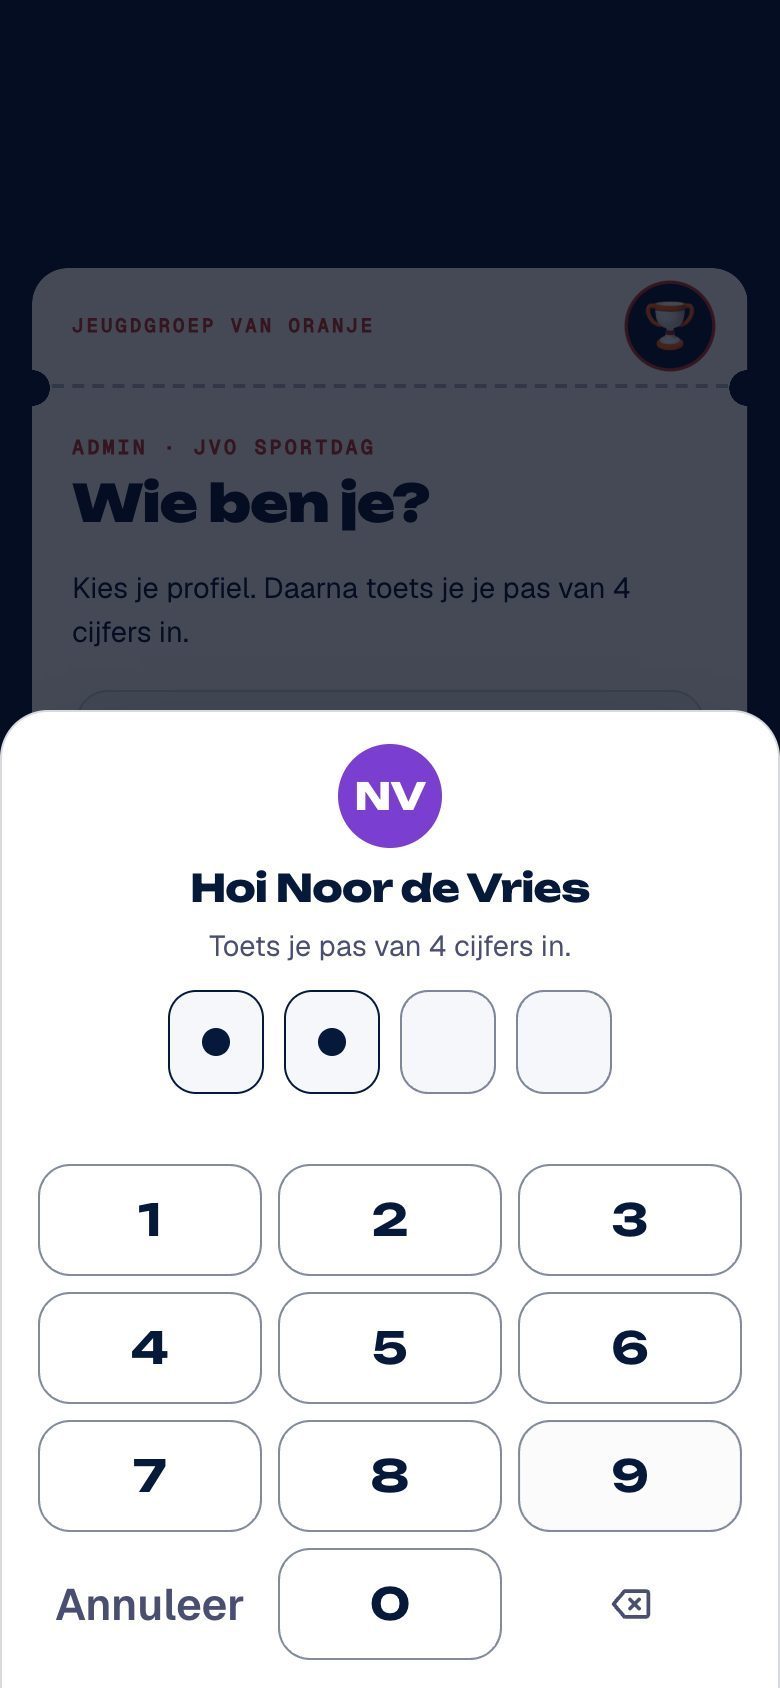 JEUGDGROEP VAN ORANJE
ADMIN · JVO SPORTDAG
Wie ben je?
Kies je profiel. Daarna toets je je pas van 4
cijfers in.
NV
Hoi Noor de Vries
Toets je pas van 4 cijfers in.
1 2 3
4 5 6
7 8 9
Annuleer 0